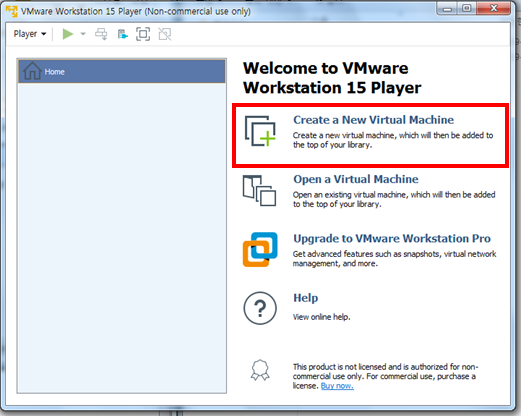 VMware Workstation 15 Player (Non-commercial use only)
Player
Home
Welcome to VMware
Workstation 15 Player
Create a New Virtual Machine
Create a new virtual machine, which will then be added to
the top of your library.
Open a Virtual Machine
Open an existing virtual machine, which will then be added
to the top of your library.
Upgrade to VMware Workstation Pro
Get advanced features such as snapshots, virtual network
management, and more.
Help
View online help.
This product is not licensed and is authorized for non-
commercial use only. For commercial use, purchase a
license. Buy now.